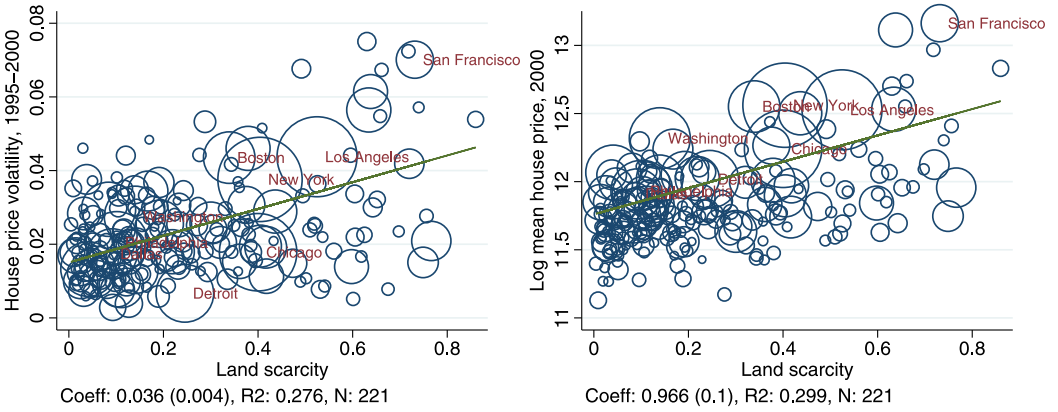 House price volatility, 1995–2000
0.08
0.06
0.04
0.02
0
San Francisco
Boston
Los Angeles
New York
Washington
Philadelphia
Dallas
Chicago
Detroit
0 0.2 0.4 0.6 0.8
Land scarcity
Coeff: 0.036 (0.004), R2: 0.276, N: 221
Log mean house price, 2000
13
12.5
12
11.5
11
San Francisco
Boston
New York
Los Angeles
Washington
Chicago
Detroit
Philadelphia
0 0.2 0.4 0.6 0.8
Land scarcity
Coeff: 0.966 (0.1), R2: 0.299, N: 221